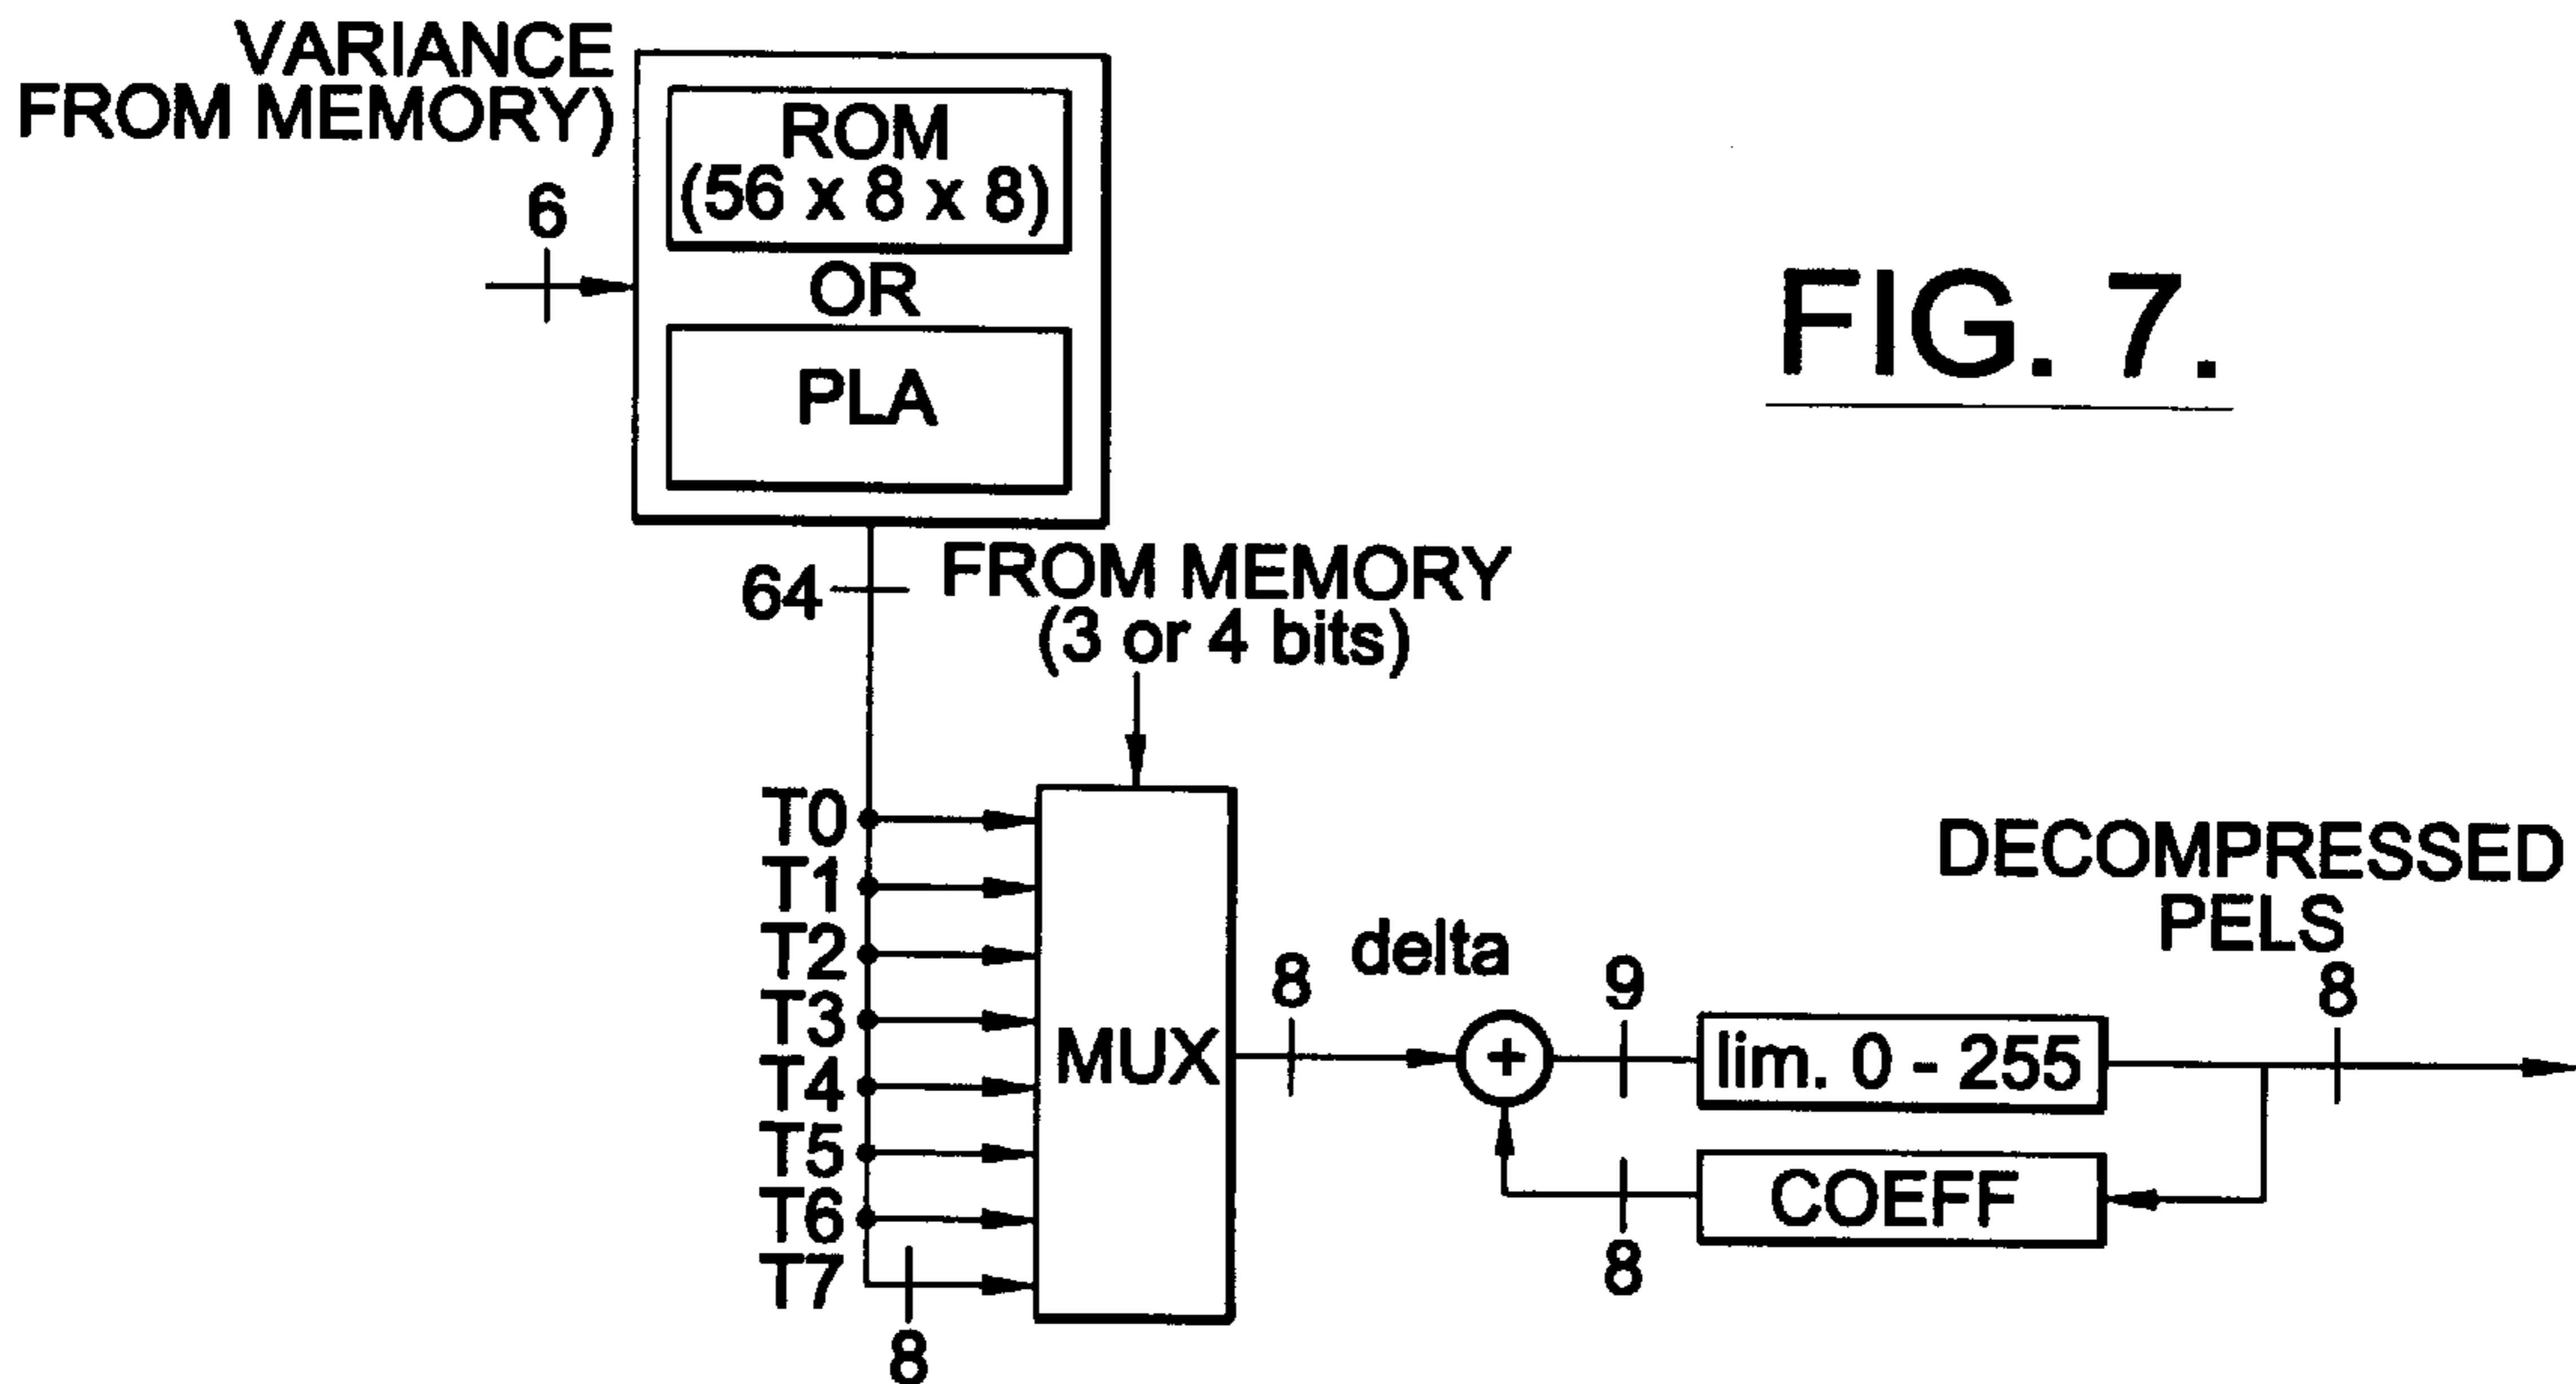 VARIANCE
FROM MEMORY)
6
ROM
(56 x 8 x 8)
OR
PLA
FIG. 7.
64
FROM MEMORY
(3 or 4 bits)
T0
T1
T2
T3
T4
T5
T6
T7
8
MUX
8
delta
9
lim. 0 - 255
COEFF
8
DECOMPRESSED
PELS
8